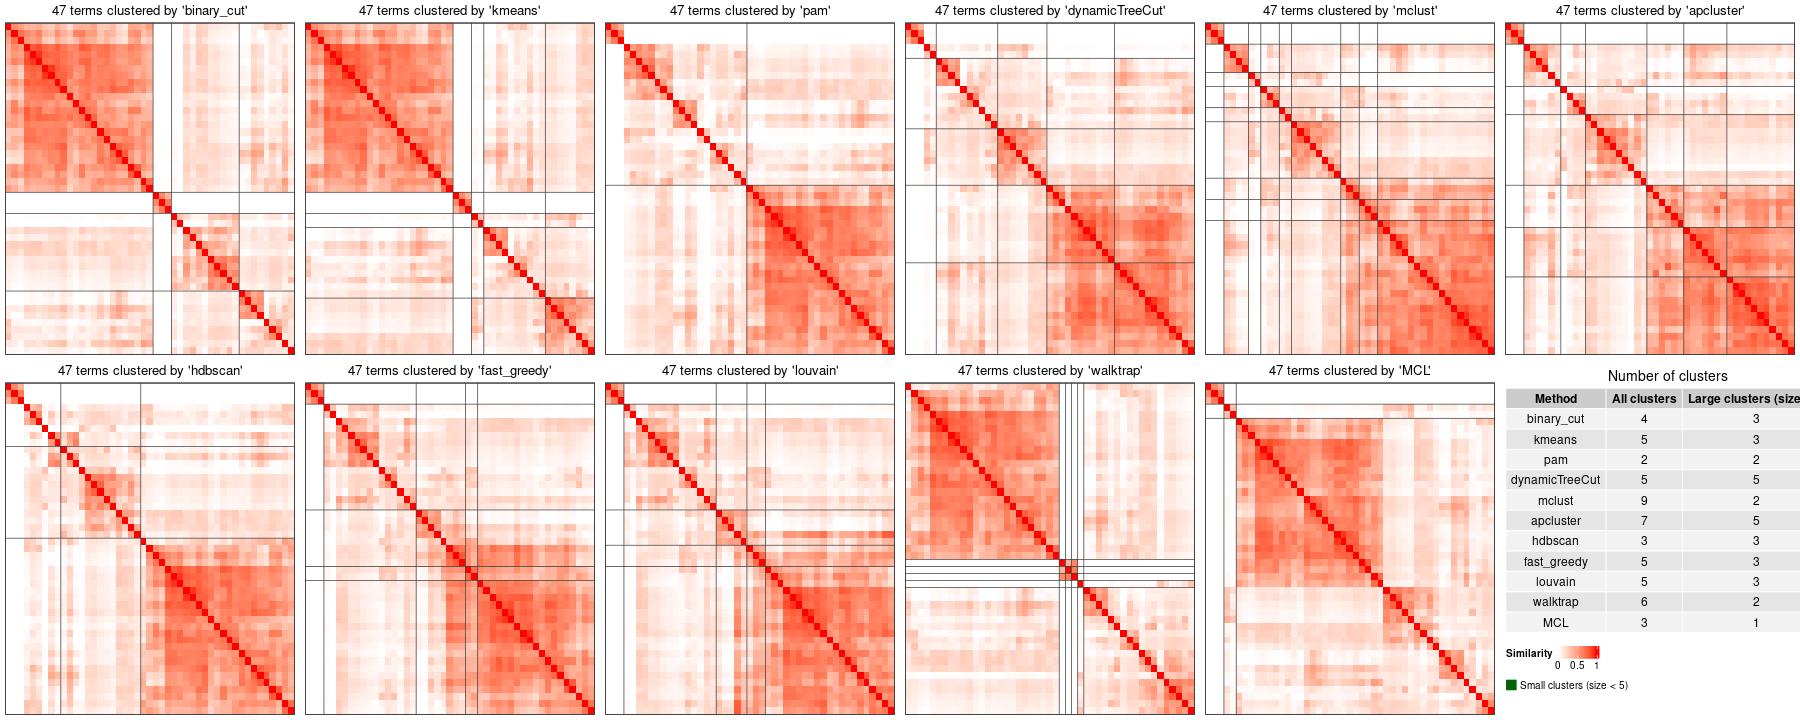 47 terms clustered by 'binary_cut'
47 terms clustered by 'kmeans'
47 terms clustered by 'pam'
47 terms clustered by 'dynamicTreeCut'
47 terms clustered by 'mclust'
47 terms clustered by 'apcluster'
47 terms clustered by 'hdbscan'
47 terms clustered by 'fast_greedy'
47 terms clustered by 'louvain'
47 terms clustered by 'walktrap'
47 terms clustered by 'MCL'
Number of clusters
Method All clusters Large clusters (size
binary_cut 4 3
kmeans 5 3
pam 2 2
dynamicTreeCut 5 5
mclust 9 2
apcluster 7 5
hdbscan 3 3
fast_greedy 5 3
louvain 5 3
walktrap 6 2
MCL 3 1
Similarity
0 0.5 1
Small clusters (size < 5)